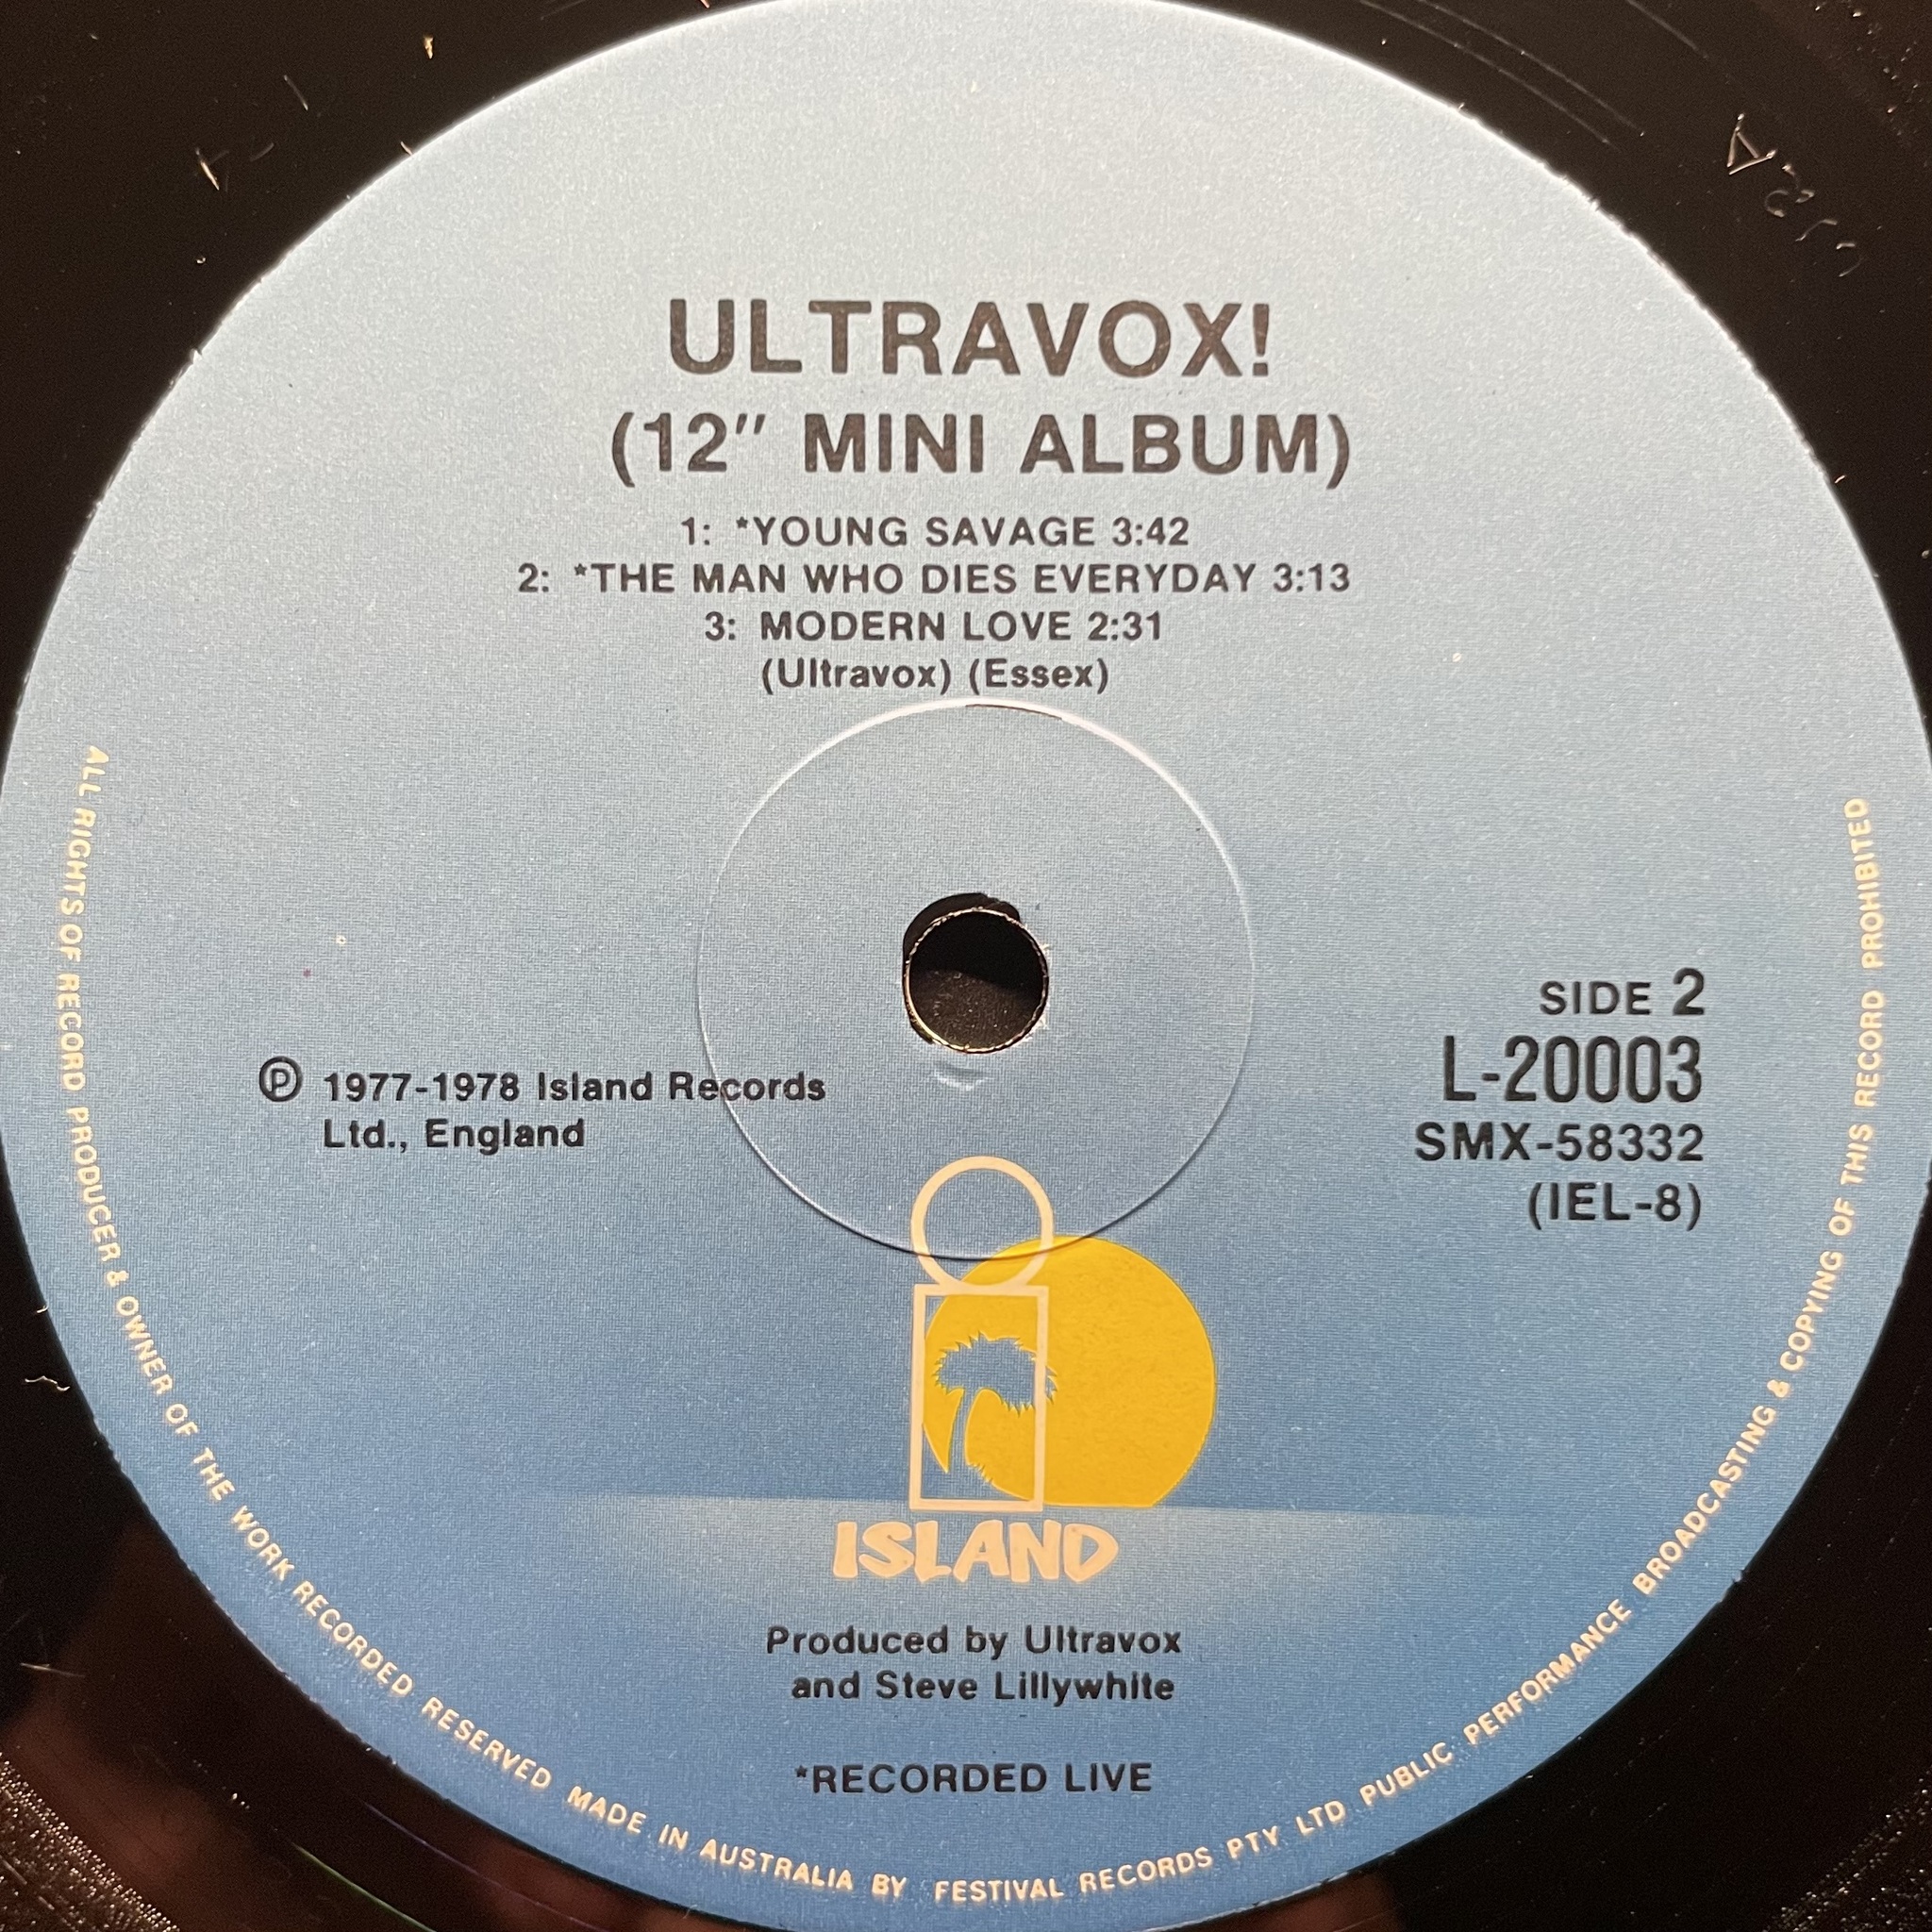 ULTRAVOX!
(12" MINI ALBUM)
1: *YOUNG SAVAGE 3:42
2: *THE MAN WHO DIES EVERYDAY 3:13
3: MODERN LOVE 2:31
(Ultravox) (Essex)
SIDE 2
L-20003
SMX-58332
(IEL-8)
Ⓟ 1977-1978 Island Records
Ltd., England
ISLAND
Produced by Ultravox
and Steve Lillywhite
*RECORDED LIVE
ALL RIGHTS OF RECORD PRODUCER & OWNER OF THE WORK RECORDED RESERVED MADE IN AUSTRALIA BY FESTIVAL RECORDS PTY LTD PUBLIC PERFORMANCE BROADCASTING & COPYING OF THIS RECORD PROHIBITED